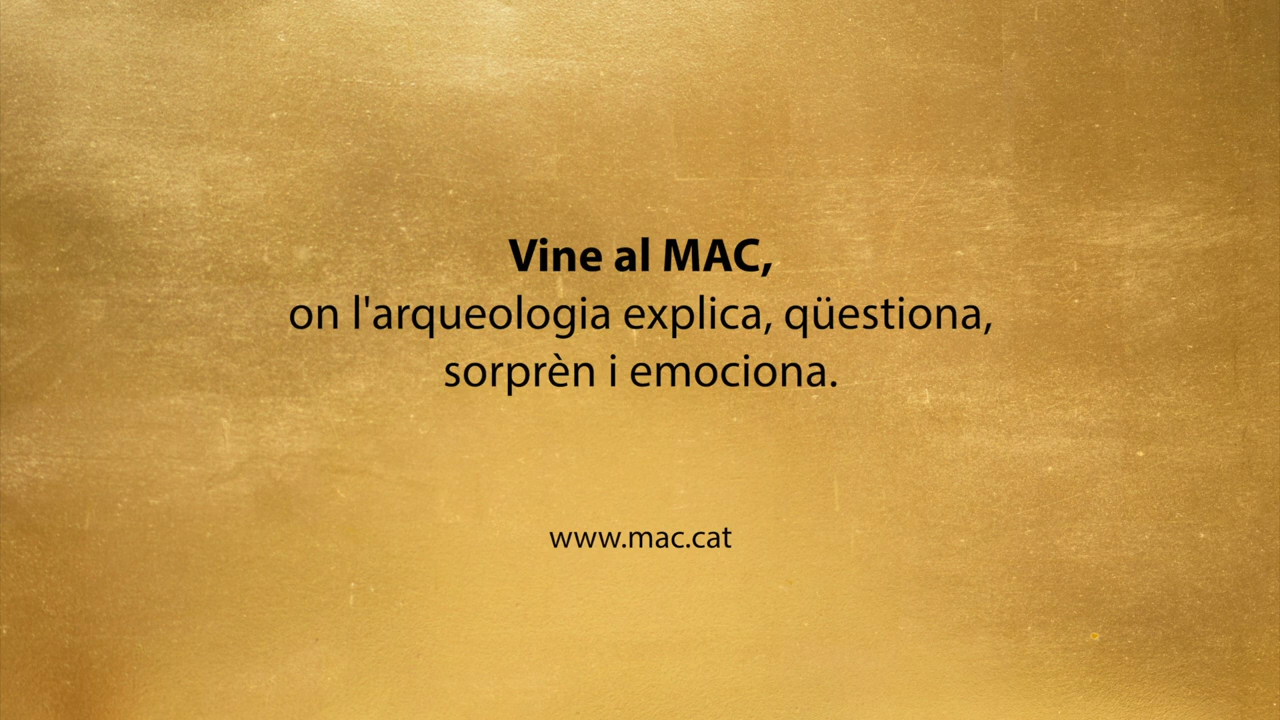 Vine al MAC,
on l'arqueologia explica, qüestiona,
sorprèn i emociona.
www.mac.cat